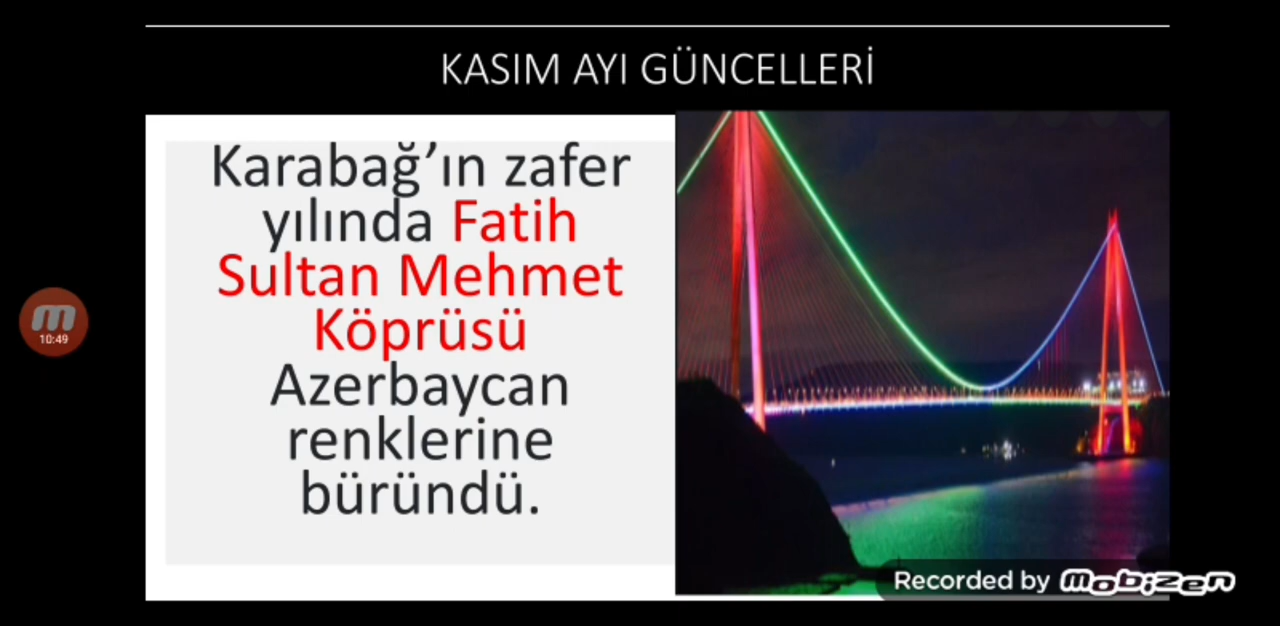 KASIM AYI GÜNCELLERİ
Karabağ’ın zafer
yılında Fatih
Sultan Mehmet
Köprüsü
Azerbaycan
renklerine
büründü.
m
10:49
Recorded by Mobizen